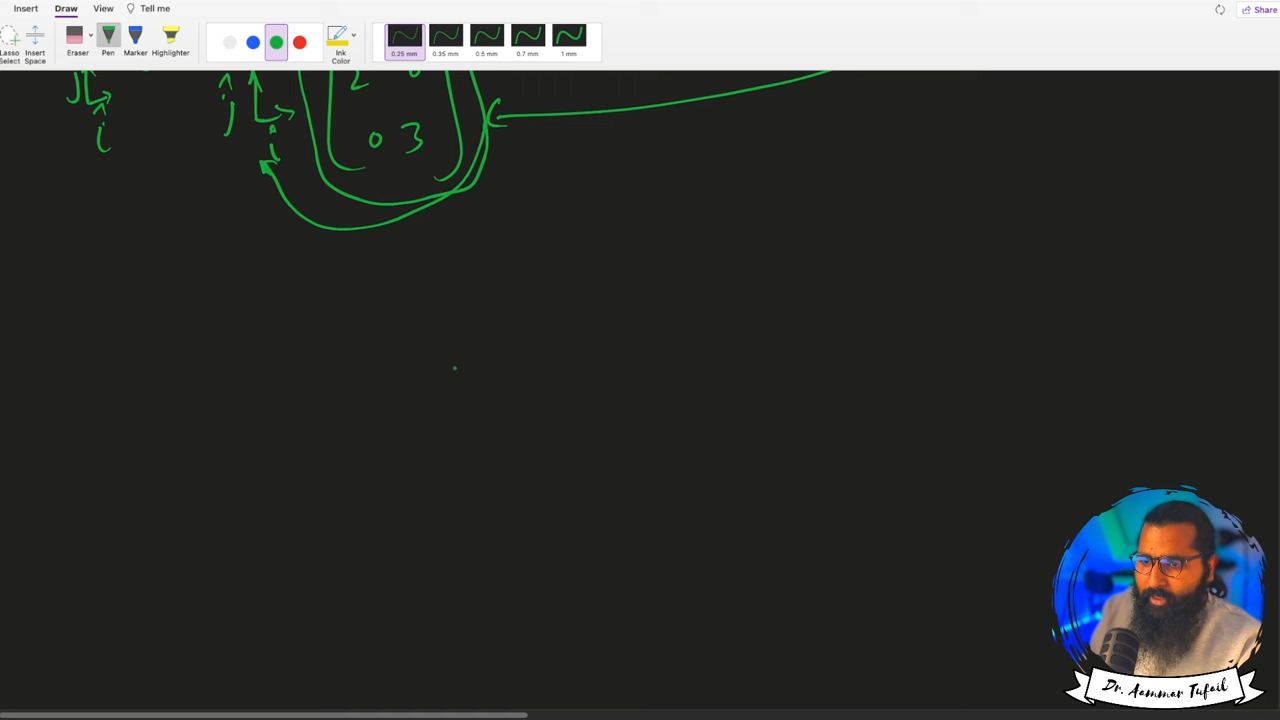 Insert Draw View Tell me Share
Lasso Select Insert Space Eraser Pen Marker Highlighter Ink Color 0.25 mm 0.35 mm 0.5 mm 0.7 mm 1 mm
j ĵ 2 0
î i 0 3
Dr. Aammar Tufail